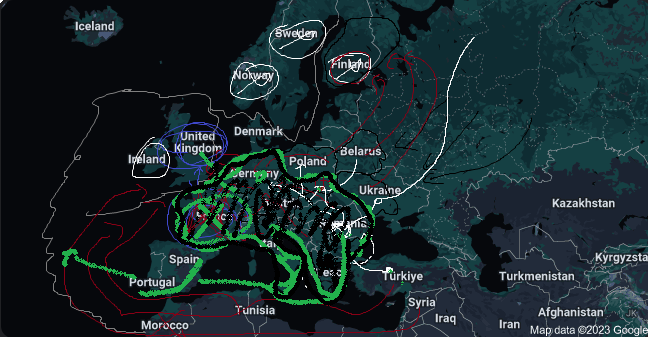 Iceland
Sweden
Finland
Norway
United
Kingdom
Denmark
Ireland
Poland
Belarus
Germany
Ukraine
Kazakhstan
Spain
Portugal
Türkiye
Turkmenistan
Kyrgyzsta
Tunisia
Syria
Morocco
Iraq
Iran
Afghanistan
Map data ©2023 Google